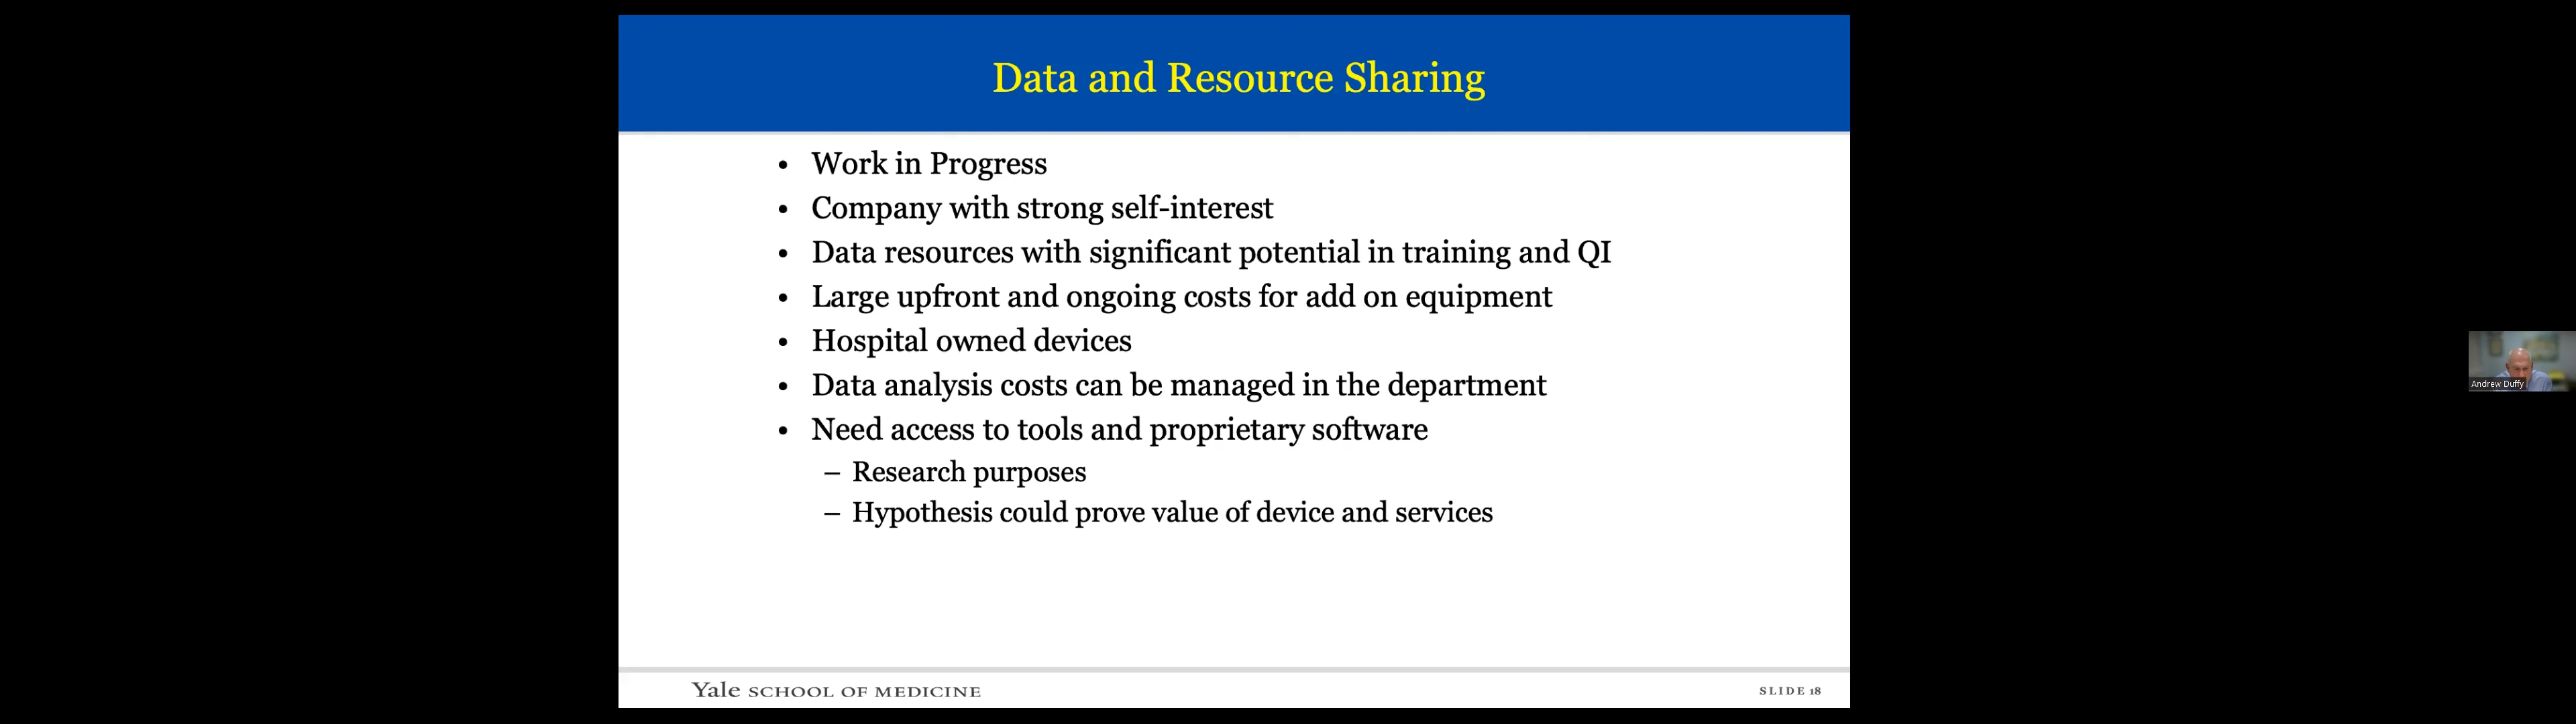 Data and Resource Sharing
• Work in Progress
• Company with strong self-interest
• Data resources with significant potential in training and QI
• Large upfront and ongoing costs for add on equipment
• Hospital owned devices
• Data analysis costs can be managed in the department
• Need access to tools and proprietary software
– Research purposes
– Hypothesis could prove value of device and services
Andrew Duffy
Yale SCHOOL OF MEDICINE
SLIDE 18